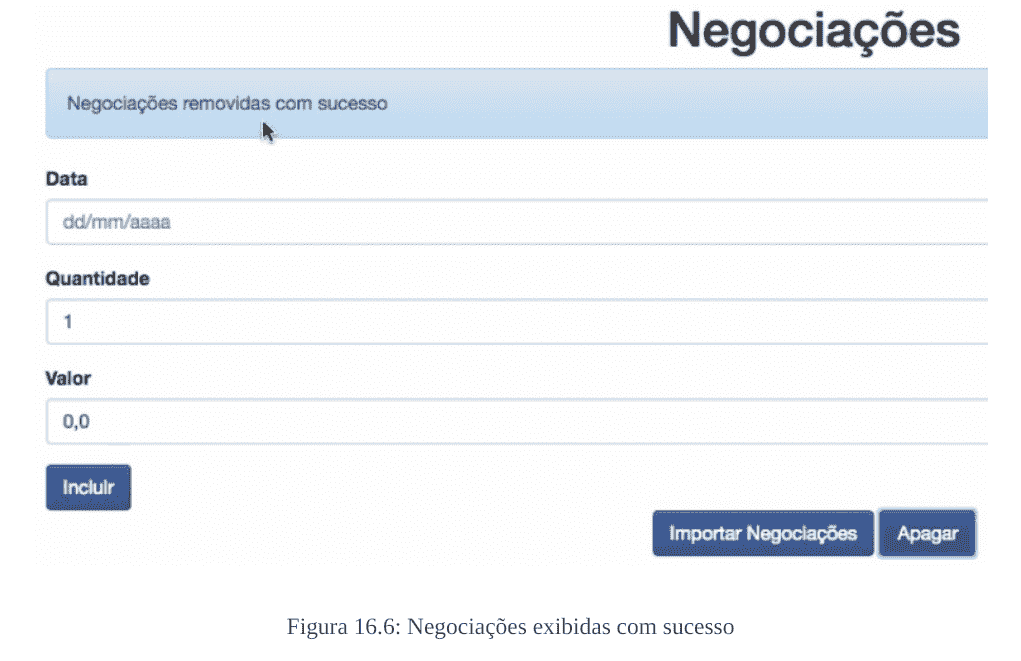 Negociações
Negociações removidas com sucesso
Data
dd/mm/aaaa
Quantidade
1
Valor
0,0
Incluir
Importar Negociações Apagar
Figura 16.6: Negociações exibidas com sucesso